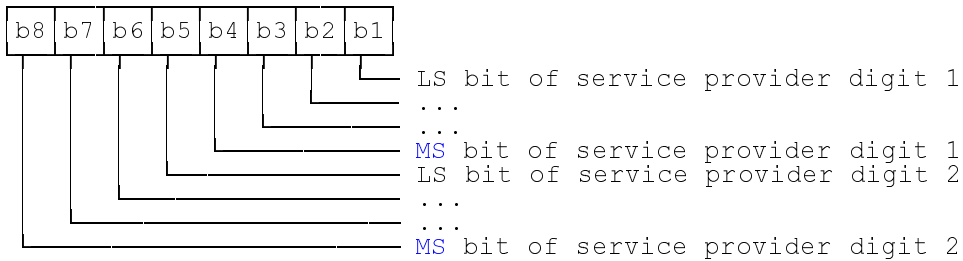 b8 b7 b6 b5 b4 b3 b2 b1
LS bit of service provider digit 1
...
...
MS bit of service provider digit 1
LS bit of service provider digit 2
...
...
MS bit of service provider digit 2